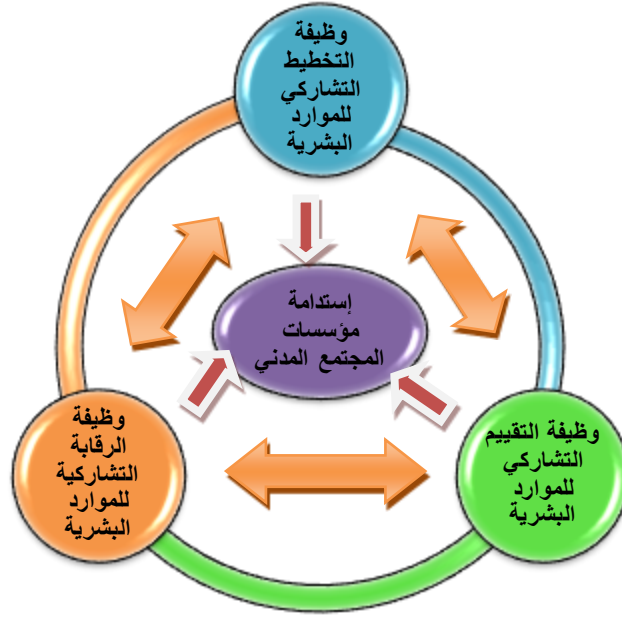 وظيفة
التخطيط
التشاركي
للموارد
البشرية
إستدامة
مؤسسات
المجتمع المدني
وظيفة التقييم
التشاركي
للموارد
البشرية
وظيفة
الرقابة
التشاركية
للموارد
البشرية